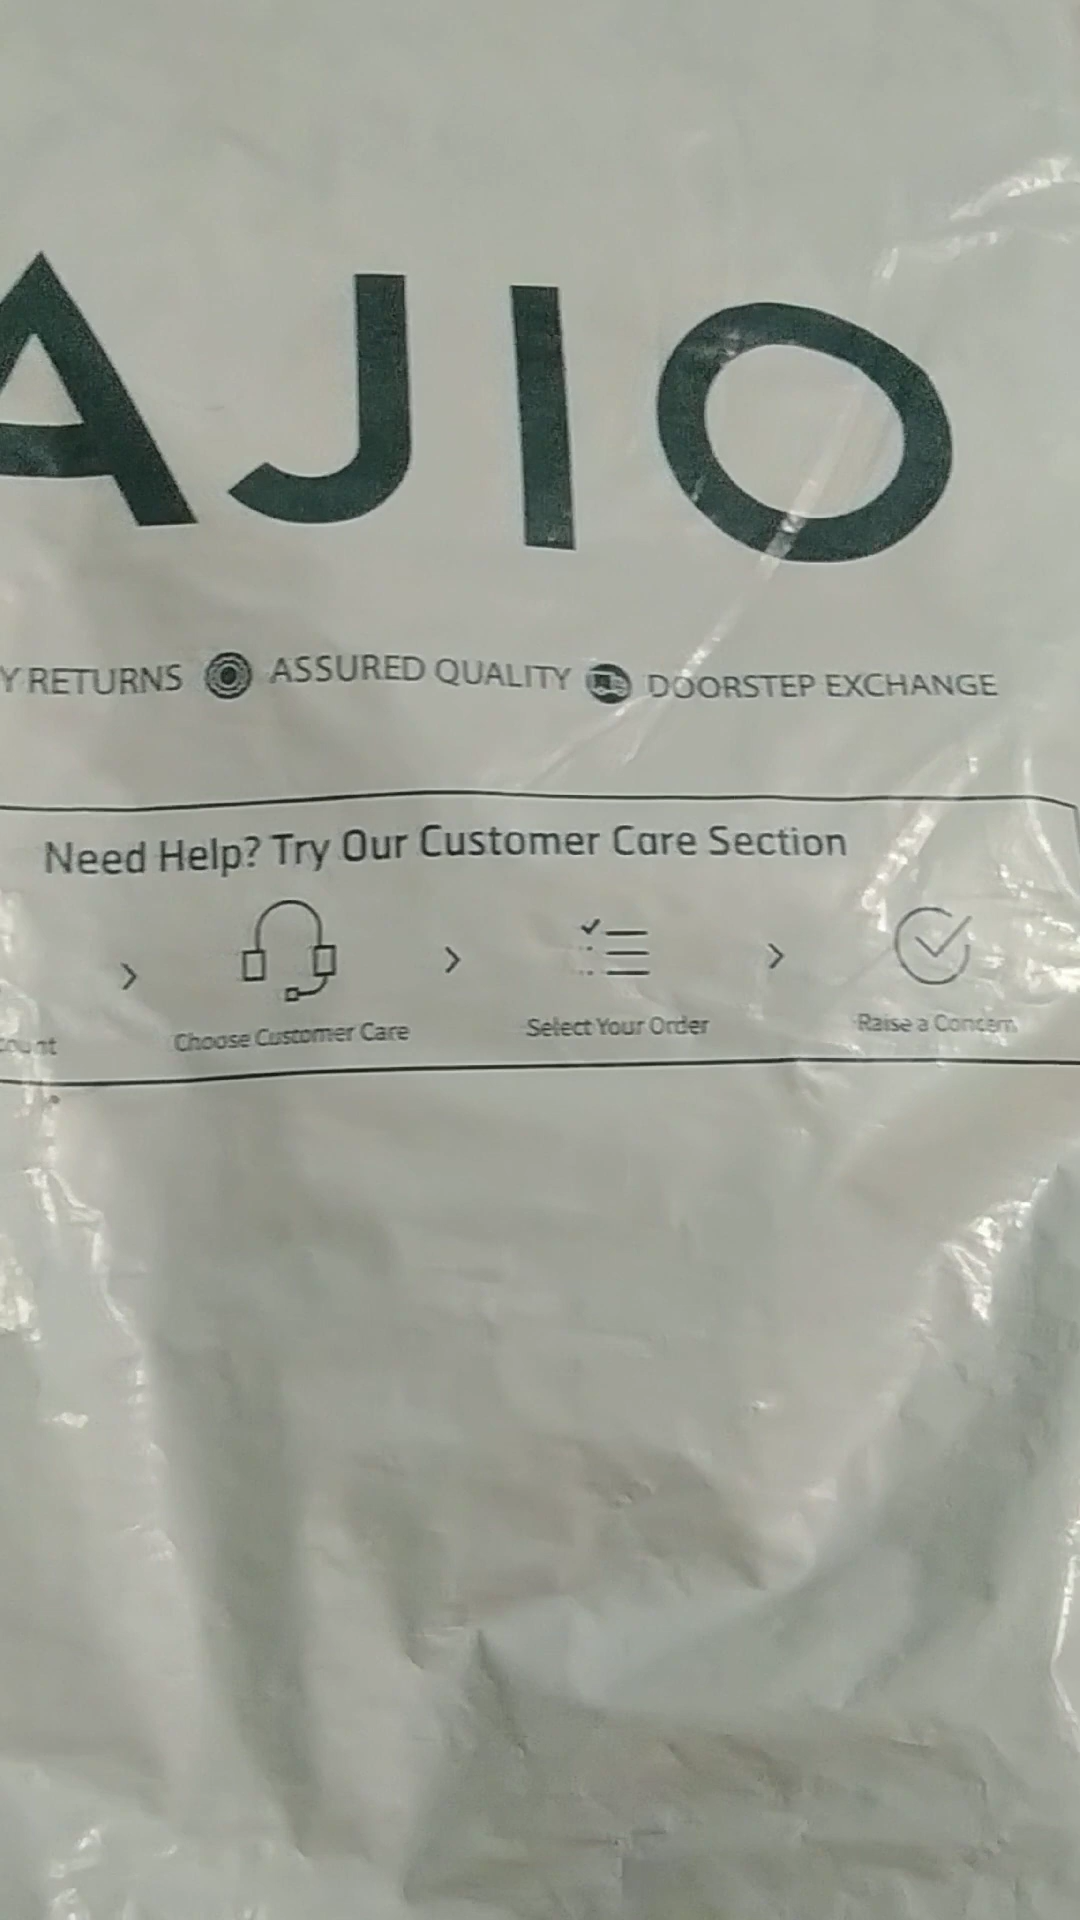 AJIO
Y RETURNS ASSURED QUALITY DOORSTEP EXCHANGE
Need Help? Try Our Customer Care Section
Choose Customer Care Select Your Order Raise a Concern